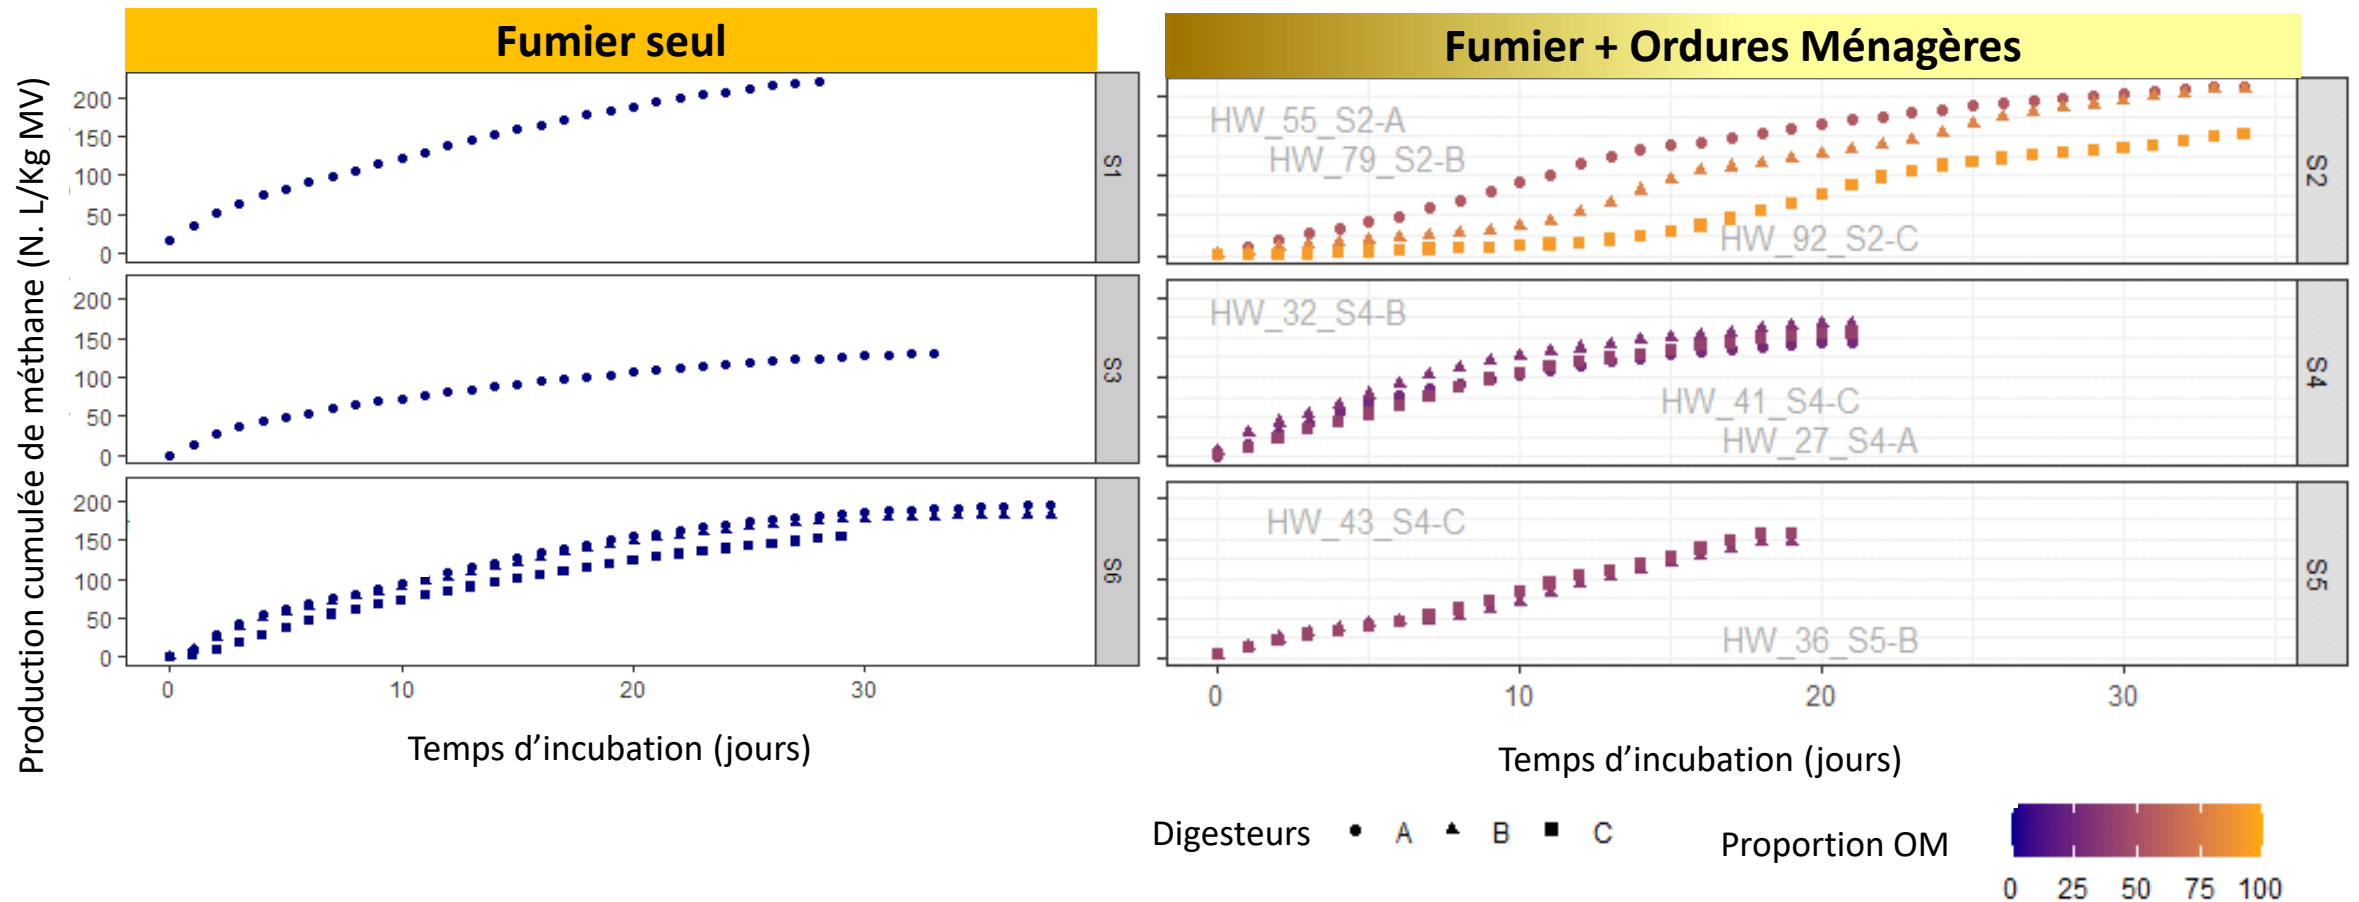 Fumier seul
Fumier + Ordures Ménagères
Production cumulée de méthane (N. L/Kg MV)
200
150
100
50
0
S1
HW_55_S2-A
HW_79_S2-B
HW_92_S2-C
S2
200
150
100
50
0
S3
HW_32_S4-B
HW_41_S4-C
HW_27_S4-A
S4
200
150
100
50
0
S6
HW_43_S4-C
HW_36_S5-B
S5
0 10 20 30
0 10 20 30
Temps d’incubation (jours)
Temps d’incubation (jours)
Digesteurs A B C
Proportion OM
0 25 50 75 100